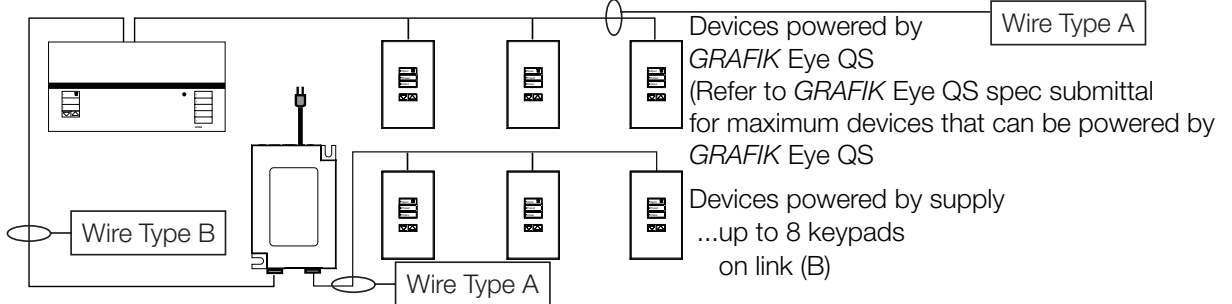 Wire Type A
Devices powered by
GRAFIK Eye QS
(Refer to GRAFIK Eye QS spec submittal
for maximum devices that can be powered by
GRAFIK Eye QS
Devices powered by supply
...up to 8 keypads
on link (B)
Wire Type B
Wire Type A